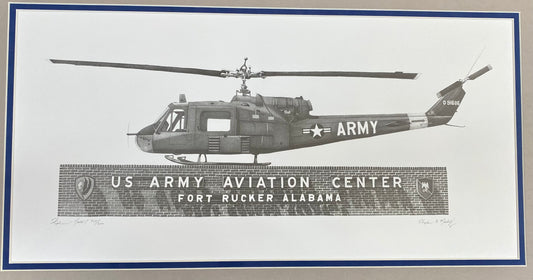 ARMY
US ARMY AVIATION CENTER
FORT RUCKER ALABAMA